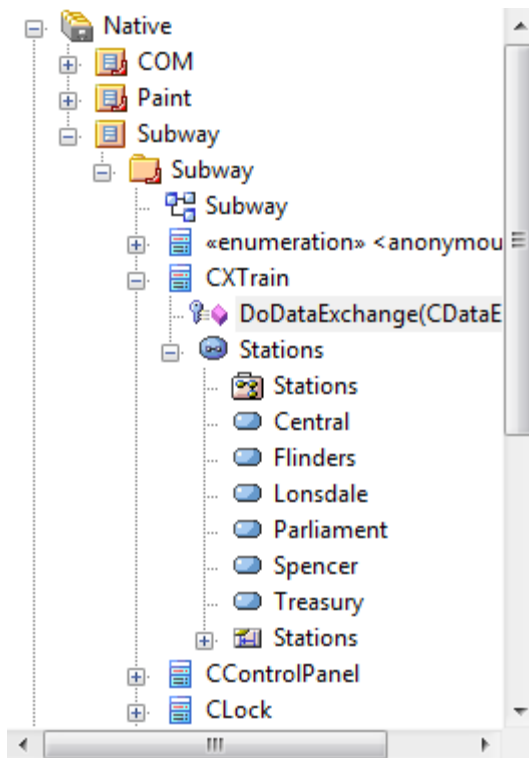 Native
COM
Paint
Subway
Subway
Subway
«enumeration» <anonymou
CXTrain
DoDataExchange(CDataE
Stations
Stations
Central
Flinders
Lonsdale
Parliament
Spencer
Treasury
Stations
CControlPanel
CLock